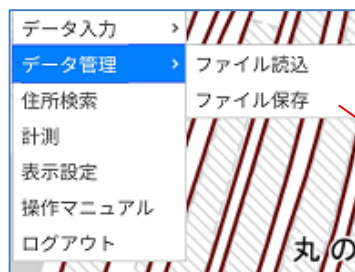 データ入力
データ管理
住所検索
計測
表示設定
操作マニュアル
ログアウト
ファイル読込
ファイル保存
丸の